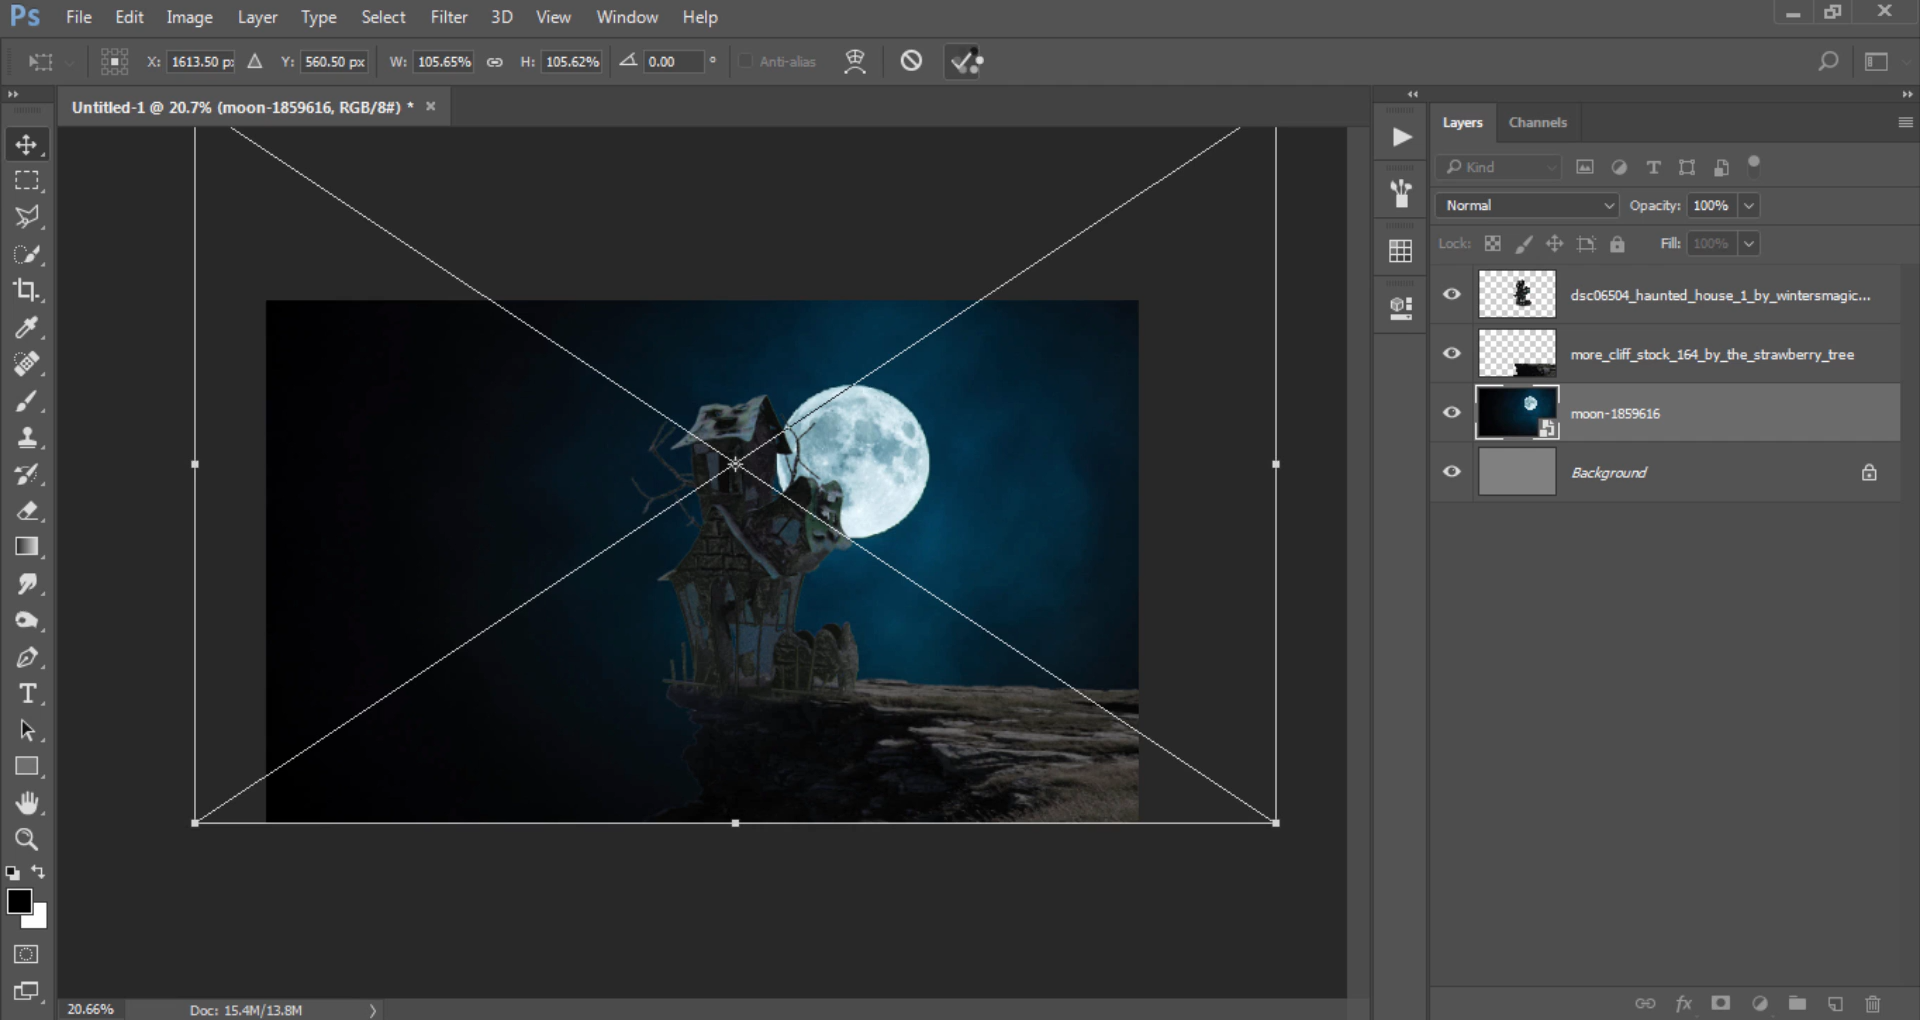 Ps File Edit Image Layer Type Select Filter 3D View Window Help
X: 1613.50 p Y: 560.50 px W: 105.65% H: 105.62% 0.00 ° Anti-alias
Untitled-1 @ 20.7% (moon-1859616, RGB/8#) * ×
Layers Channels
Kind
Normal Opacity: 100%
Lock: Fill: 100%
dsc06504_haunted_house_1_by_wintersmagic...
more_cliff_stock_164_by_the_strawberry_tree
moon-1859616
Background
T
20.66% Doc: 15.4M/13.8M
fx